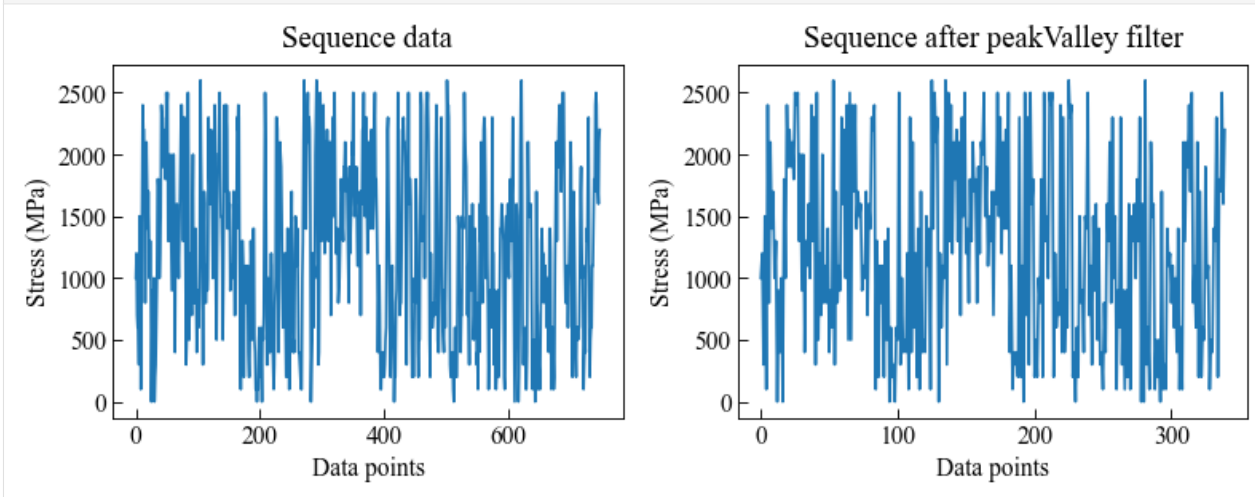 Sequence data
Stress (MPa)
2500
2000
1500
1000
500
0
0 200 400 600
Data points
Sequence after peakValley filter
Stress (MPa)
2500
2000
1500
1000
500
0
0 100 200 300
Data points